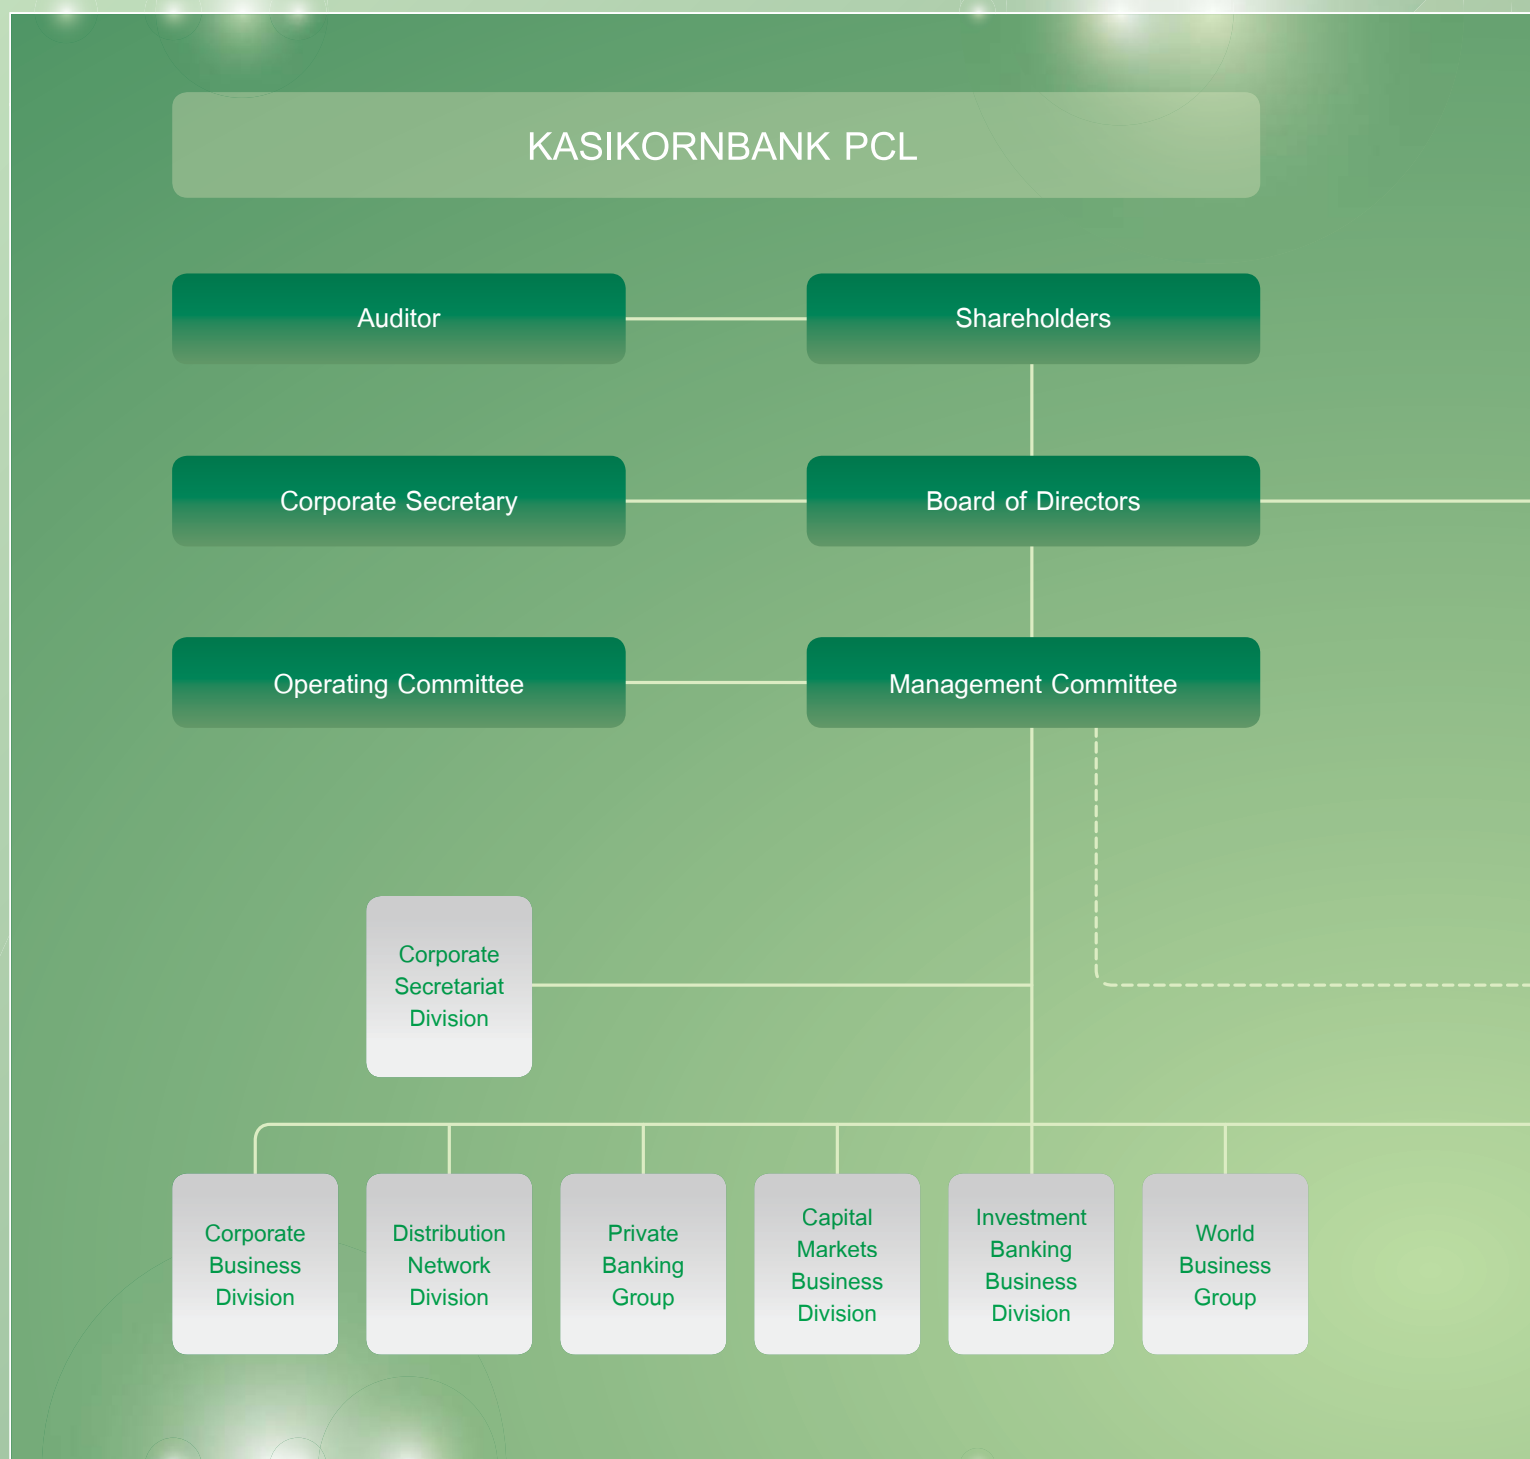 KASIKORNBANK PCL
Auditor
Shareholders
Corporate Secretary
Board of Directors
Operating Committee
Management Committee
Corporate
Secretariat
Division
Corporate
Business
Division
Distribution
Network
Division
Private
Banking
Group
Capital
Markets
Business
Division
Investment
Banking
Business
Division
World
Business
Group